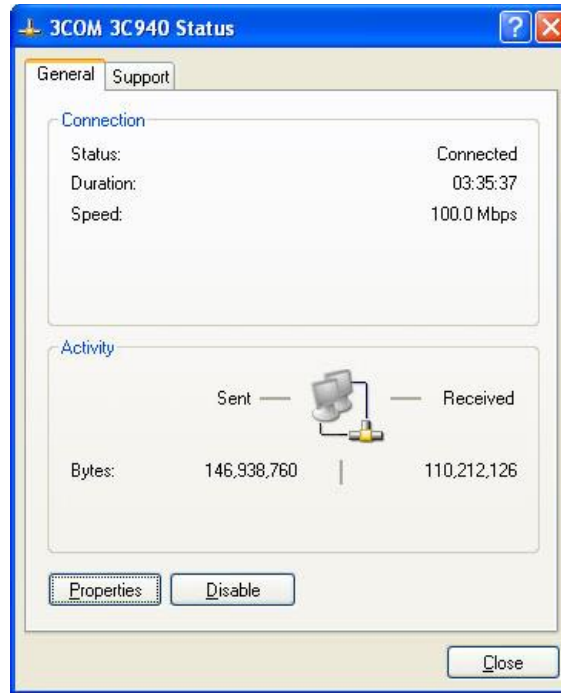 3COM 3C940 Status
General Support
Connection
Status: Connected
Duration: 03:35:37
Speed: 100.0 Mbps
Activity
Sent Received
Bytes: 146,938,760 110,212,126
Properties Disable
Close